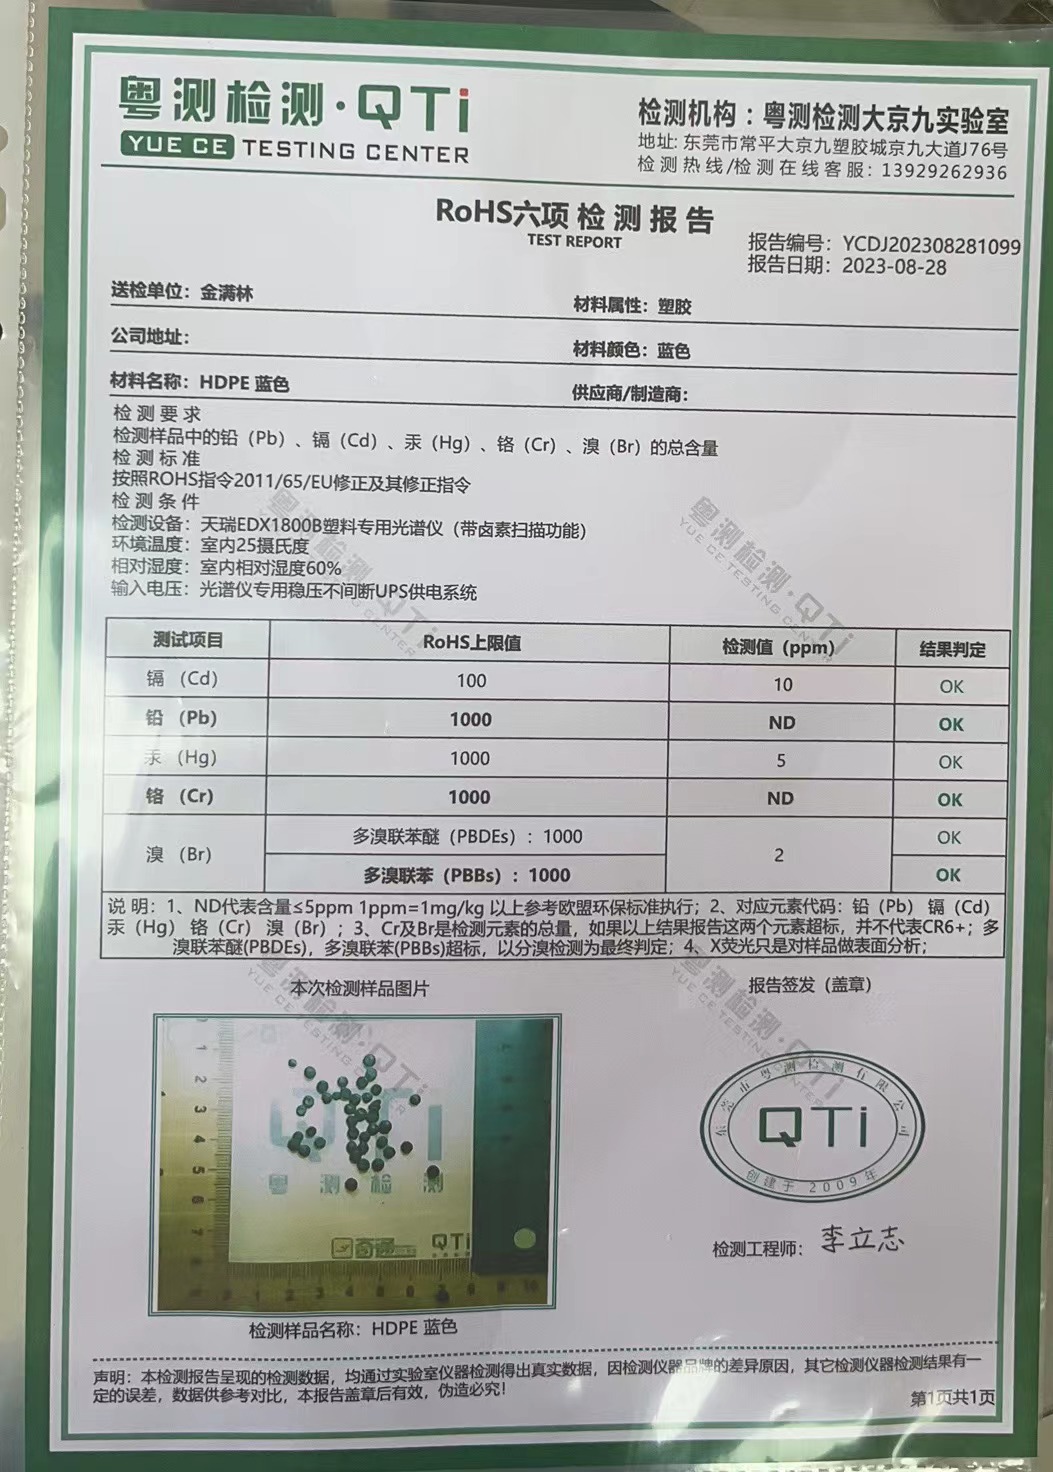 粤测检测·QTi
YUE CE TESTING CENTER
检测机构：粤测检测大京九实验室
地址: 东莞市常平大京九塑胶城京九大道J76号
检测热线/检测在线客服：13929262936
RoHS六项检测报告
TEST REPORT
报告编号：YCDJ202308281099
报告日期：2023-08-28
送检单位：金满林
材料属性：塑胶
公司地址：
材料颜色：蓝色
材料名称：HDPE 蓝色
供应商/制造商：
检测要求
检测样品中的铅（Pb）、镉（Cd）、汞（Hg）、铬（Cr）、溴（Br）的总含量
检测标准
按照ROHS指令2011/65/EU修正及其修正指令
检测条件
检测设备：天瑞EDX1800B塑料专用光谱仪（带卤素扫描功能）
环境温度：室内25摄氏度
相对湿度：室内相对湿度60%
输入电压：光谱仪专用稳压不间断UPS供电系统
测试项目 RoHS上限值 检测值（ppm） 结果判定
镉 （Cd） 100 10 OK
铅 （Pb） 1000 ND OK
汞 （Hg） 1000 5 OK
铬 （Cr） 1000 ND OK
溴 （Br） 多溴联苯醚（PBDEs）：1000 2 OK
多溴联苯（PBBs）：1000 OK
说 明：1、ND代表含量≤5ppm 1ppm=1mg/kg 以上参考欧盟环保标准执行；2、对应元素代码：铅（Pb）镉（Cd）
汞（Hg）铬（Cr）溴（Br）；3、Cr及Br是检测元素的总量，如果以上结果报告这两个元素超标，并不代表CR6+；多
溴联苯醚(PBDEs)，多溴联苯(PBBs)超标，以分溴检测为最终判定；4、X荧光只是对样品做表面分析；
本次检测样品图片
报告签发（盖章）
东莞市粤测检测有限公司
QTi
创建于2009年
粤测检测
QTi
检测工程师：李立志
检测样品名称：HDPE 蓝色
声明：本检测报告呈现的检测数据，均通过实验室仪器检测得出真实数据，因检测仪器品牌的差异原因，其它检测仪器检测结果有一
定的误差，数据供参考对比，本报告盖章后有效，伪造必究！
第1页共1页